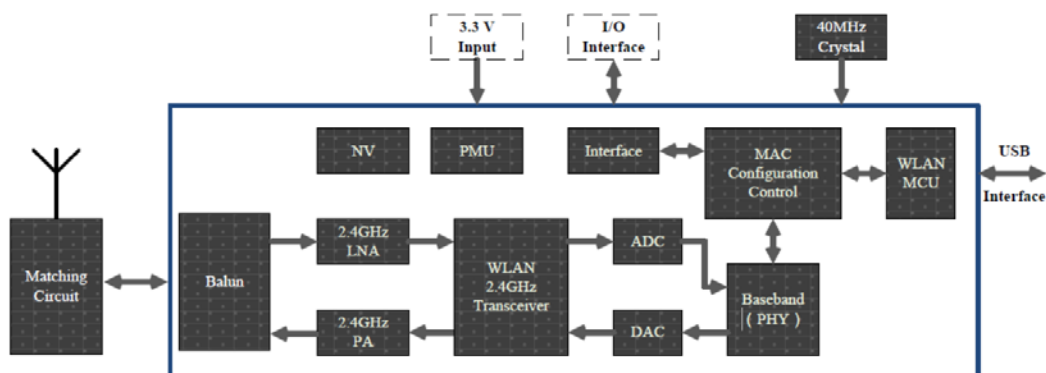 3.3 V
Input
I/O
Interface
40MHz
Crystal
NV
PMU
Interface
MAC
Configuration
Control
WLAN
MCU
USB
Interface
Matching
Circuit
Balun
2.4GHz
LNA
WLAN
2.4GHz
Transceiver
ADC
Baseband
( PHY )
2.4GHz
PA
DAC